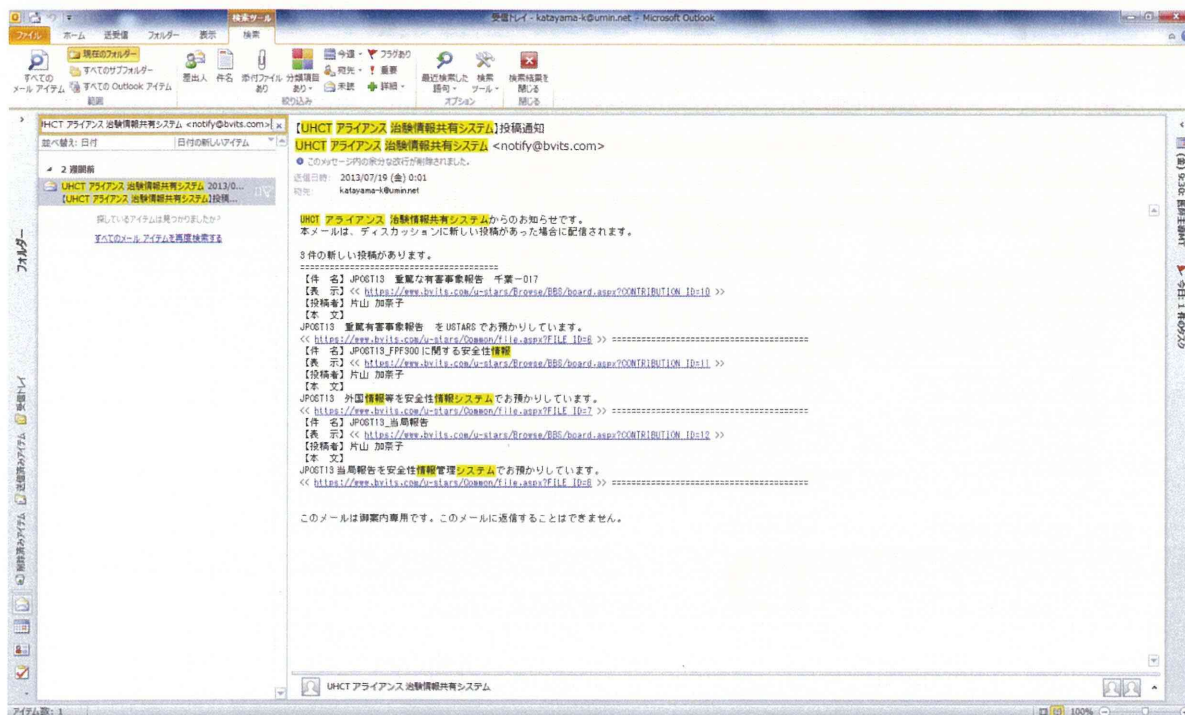 受信トレイ - katayama-k@umin.net - Microsoft Outlook
検索ツール
ファイル ホーム 送受信 フォルダー 表示 検索
すべてのメール アイテム
現在のフォルダー
すべてのサブフォルダー
すべての Outlook アイテム
範囲
差出人 件名 添付ファイルあり 分類項目あり
今週 フラグあり
宛先 重要
未読 詳細
絞り込み
最近検索した語句 検索ツール
オプション
検索結果を閉じる
閉じる
HCT アライアンス 治験情報共有システム <notify@bvits.com>
並べ替え: 日付 日付の新しいアイテム
2 週間前
UHCT アライアンス 治験情報共有システム 2013/0...
【UHCT アライアンス 治験情報共有システム】投稿...
探しているアイテムは見つかりましたか?
すべてのメール アイテムを再度検索する
【UHCT アライアンス 治験情報共有システム】投稿通知
UHCT アライアンス 治験情報共有システム <notify@bvits.com>
このメッセージ内の余分な改行が削除されました。
送信日時: 2013/07/19 (金) 0:01
宛先: katayama-k@umin.net
UHCT アライアンス 治験情報共有システムからのお知らせです。
本メールは、ディスカッションに新しい投稿があった場合に配信されます。
3 件の新しい投稿があります。
========================================
【件 名】JPOST13 重篤な有害事象報告 千葉－017
【表 示】<< https://www.bvits.com/u-stars/Browse/BBS/board.aspx?CONTRIBUTION_ID=10 >>
【投稿者】片山 加奈子
【本 文】
JPOST13 重篤有害事象報告 を USTARS でお預かりしています。
<< https://www.bvits.com/u-stars/Common/file.aspx?FILE_ID=6 >> ========================================
【件 名】JPOST13_FPF300 に関する安全性情報
【表 示】<< https://www.bvits.com/u-stars/Browse/BBS/board.aspx?CONTRIBUTION_ID=11 >>
【投稿者】片山 加奈子
【本 文】
JPOST13 外国情報等を安全性情報システムでお預かりしています。
<< https://www.bvits.com/u-stars/Common/file.aspx?FILE_ID=7 >> ========================================
【件 名】JPOST13_当局報告
【表 示】<< https://www.bvits.com/u-stars/Browse/BBS/board.aspx?CONTRIBUTION_ID=12 >>
【投稿者】片山 加奈子
【本 文】
JPOST13 当局報告を安全性情報管理システムでお預かりしています。
<< https://www.bvits.com/u-stars/Common/file.aspx?FILE_ID=8 >> ========================================
このメールは御案内専用です。このメールに返信することはできません。
UHCT アライアンス 治験情報共有システム
フォルダー
受信トレイ
送信済みアイテム
削除済みアイテム
今日: 1 件のタスク
アイテム数: 1
100%